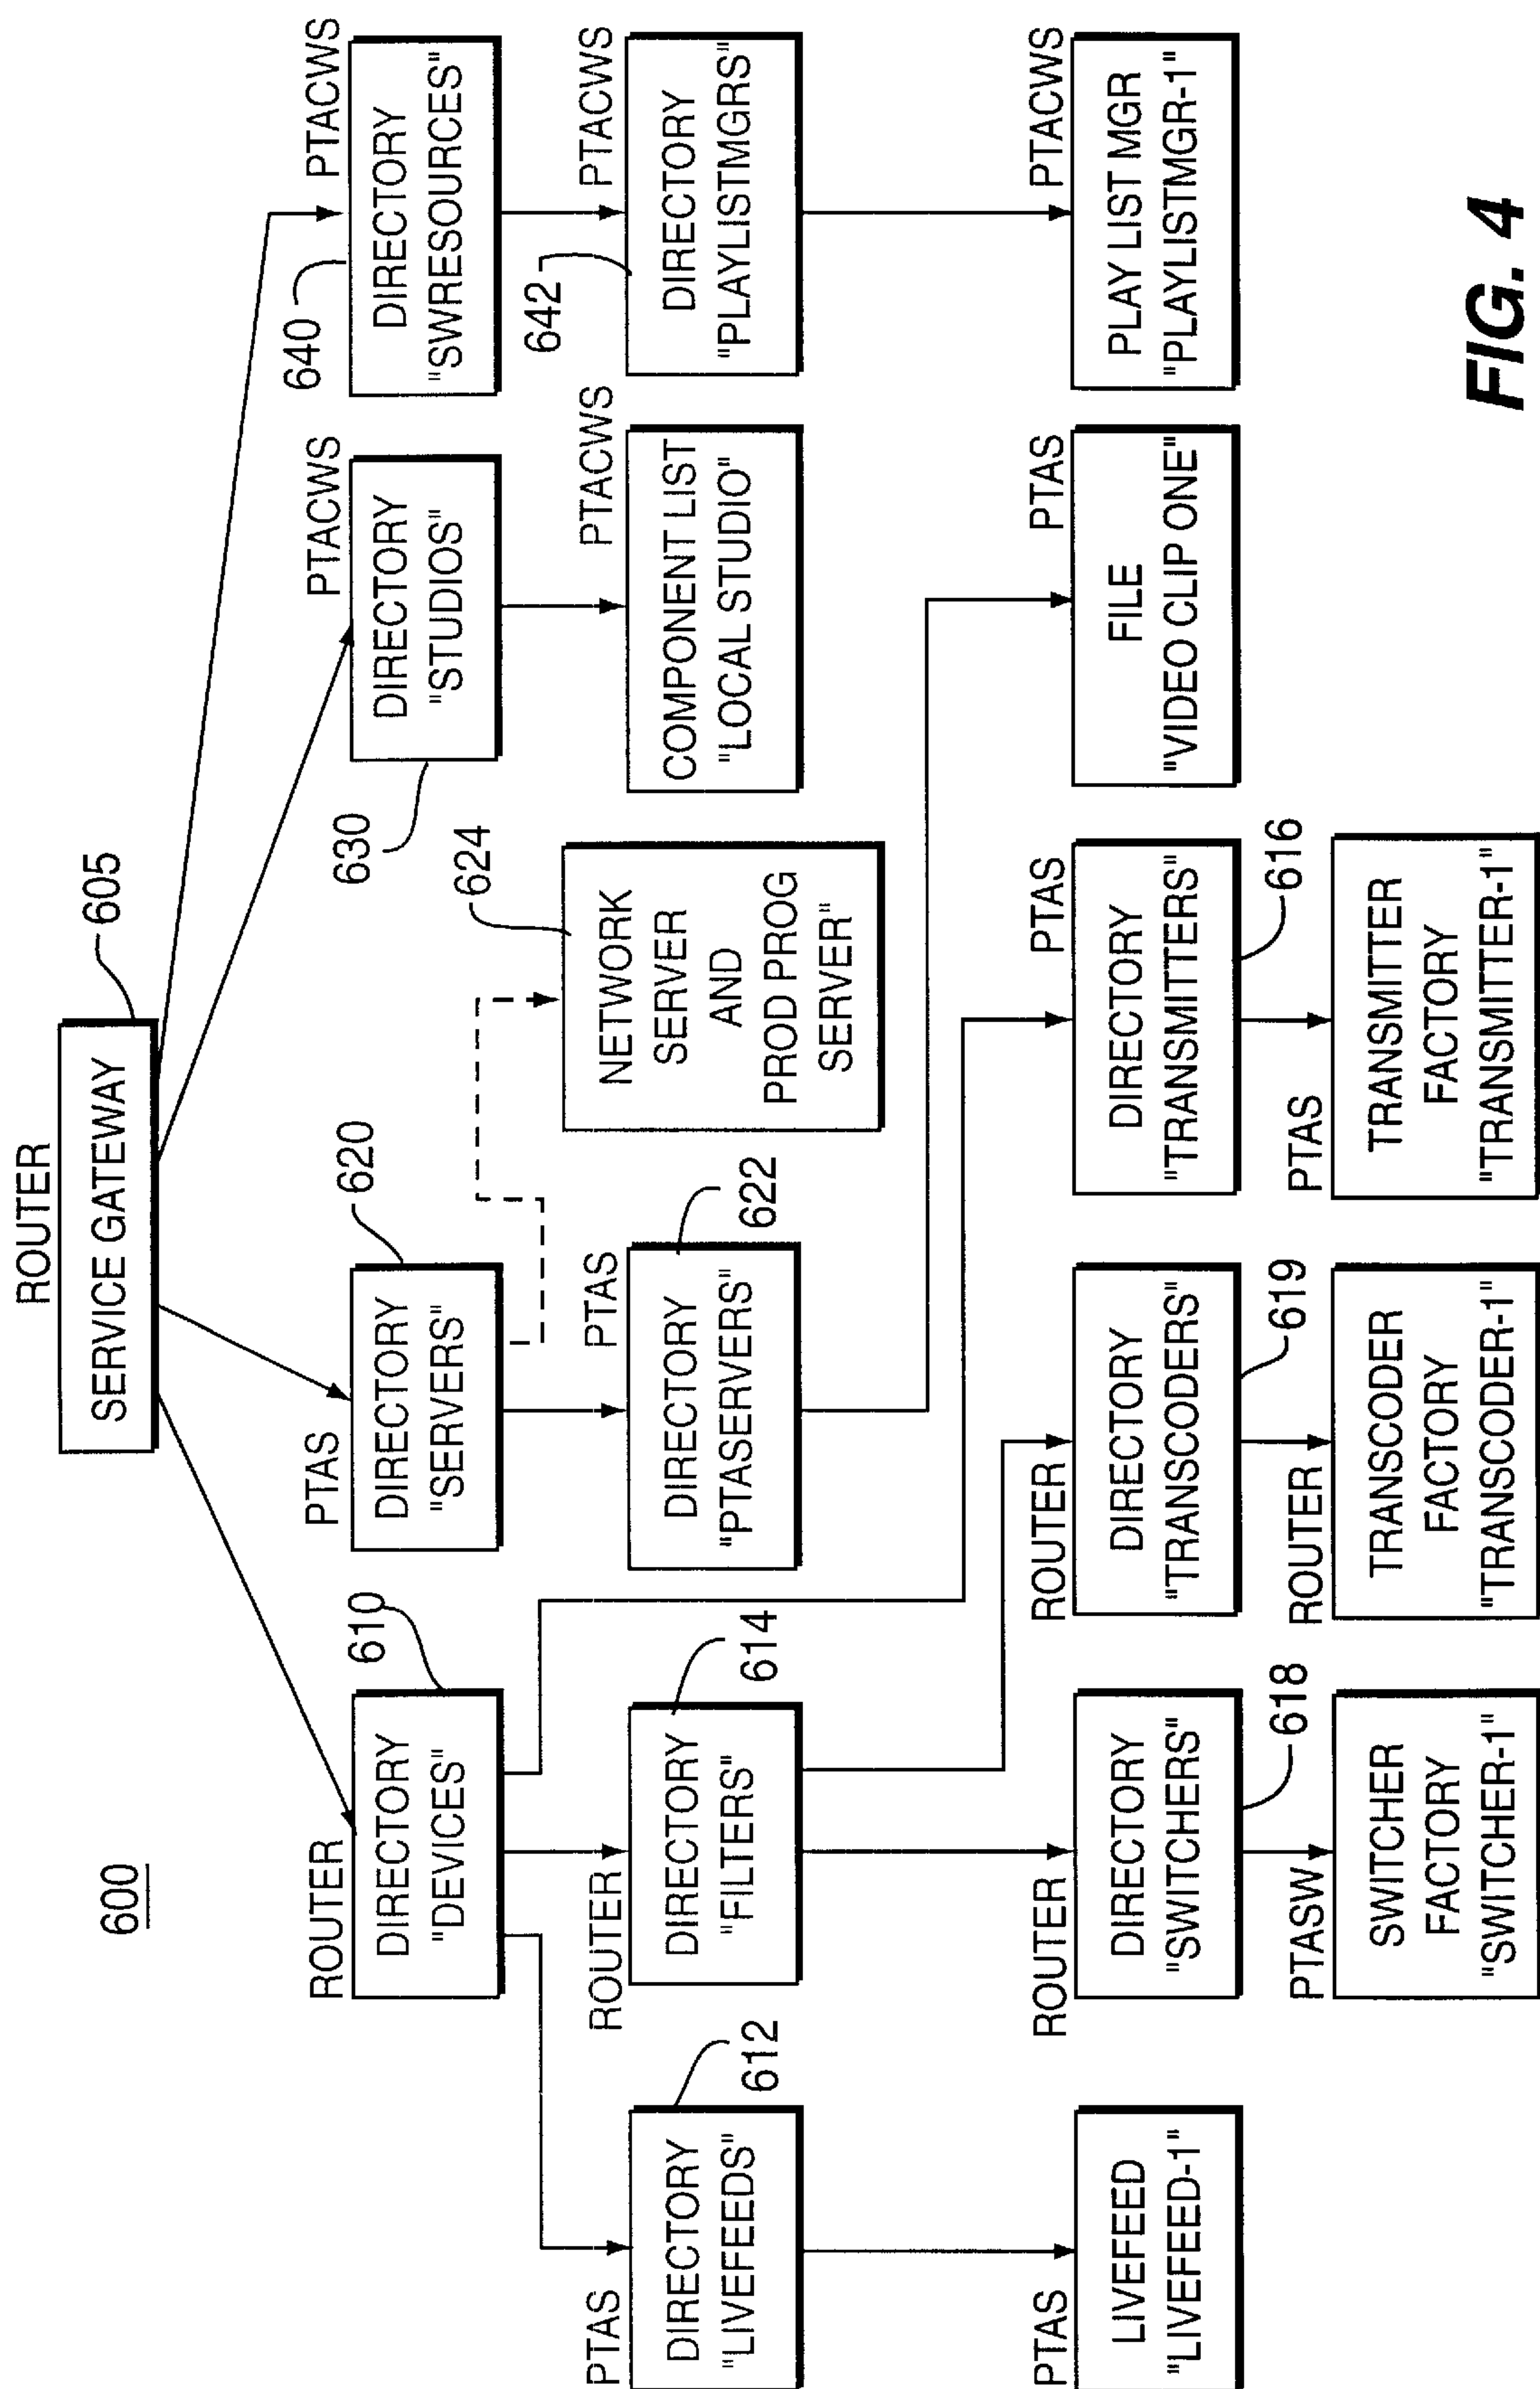 600
ROUTER
SERVICE GATEWAY
605
ROUTER
DIRECTORY
"DEVICES"
610
PTAS
DIRECTORY
"SERVERS"
620
PTACWS
DIRECTORY
"STUDIOS"
630
PTACWS
DIRECTORY
"SWRESOURCES"
640
PTAS
DIRECTORY
"LIVEFEEDS"
612
ROUTER
DIRECTORY
"FILTERS"
614
PTAS
DIRECTORY
"PTASERVERS"
622
NETWORK
SERVER
AND
PROD PROG
SERVER"
624
PTACWS
COMPONENT LIST
"LOCAL STUDIO"
PTACWS
DIRECTORY
"PLAYLISTMGRS"
642
PTAS
LIVEFEED
"LIVEFEED-1"
ROUTER
DIRECTORY
"SWITCHERS"
618
ROUTER
DIRECTORY
"TRANSCODERS"
619
PTAS
DIRECTORY
"TRANSMITTERS"
616
PTAS
FILE
"VIDEO CLIP ONE"
PTACWS
PLAY LIST MGR
"PLAYLISTMGR-1"
PTASW
SWITCHER
FACTORY
"SWITCHER-1"
ROUTER
TRANSCODER
FACTORY
"TRANSCODER-1"
PTAS
TRANSMITTER
FACTORY
"TRANSMITTER-1"
FIG. 4